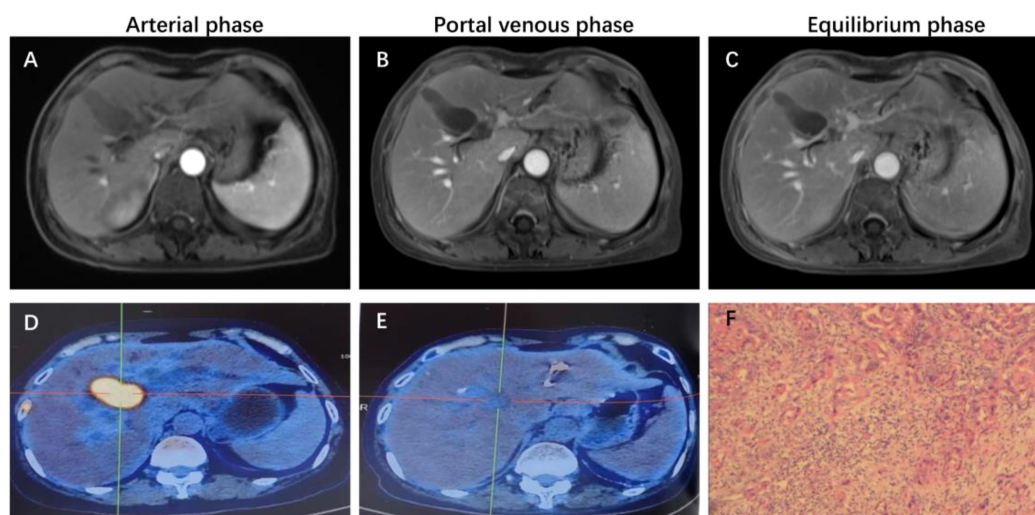 Arterial phase
Portal venous phase
Equilibrium phase
A
B
C
D
E
F
R